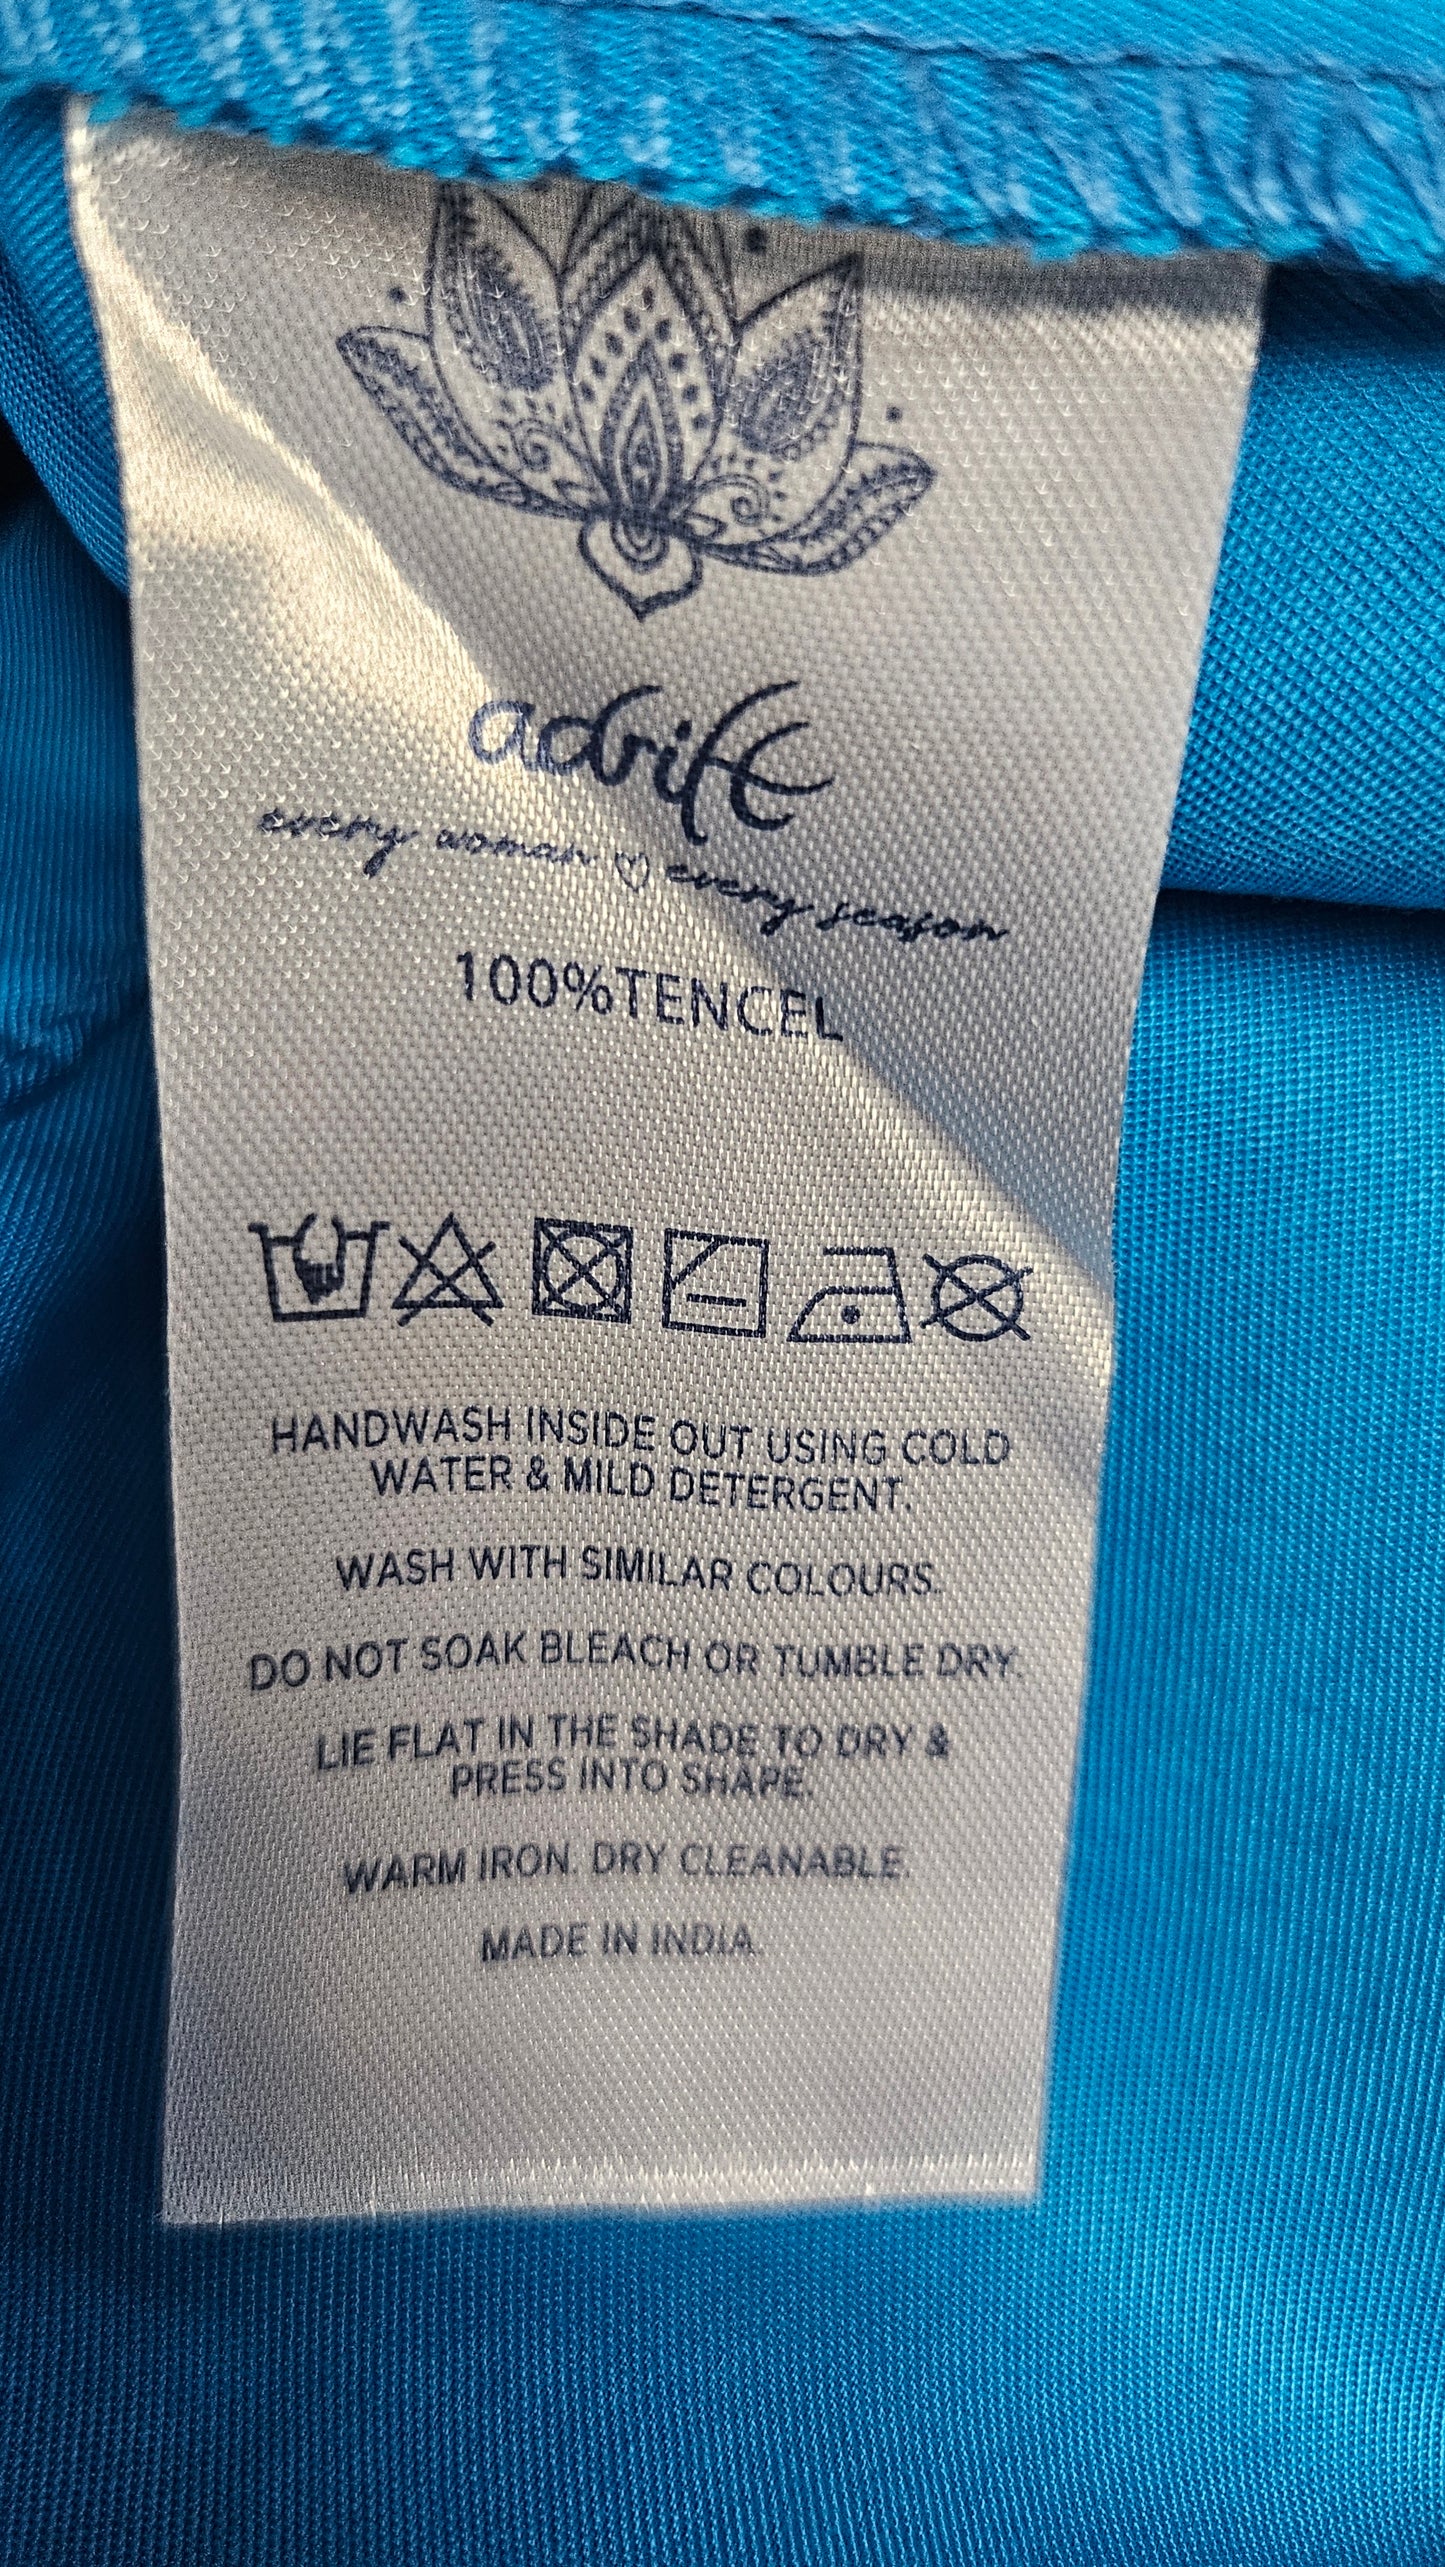 adrift
every woman ♡ every season
100%TENCEL
HANDWASH INSIDE OUT USING COLD
WATER & MILD DETERGENT.
WASH WITH SIMILAR COLOURS.
DO NOT SOAK BLEACH OR TUMBLE DRY.
LIE FLAT IN THE SHADE TO DRY &
PRESS INTO SHAPE.
WARM IRON. DRY CLEANABLE.
MADE IN INDIA.